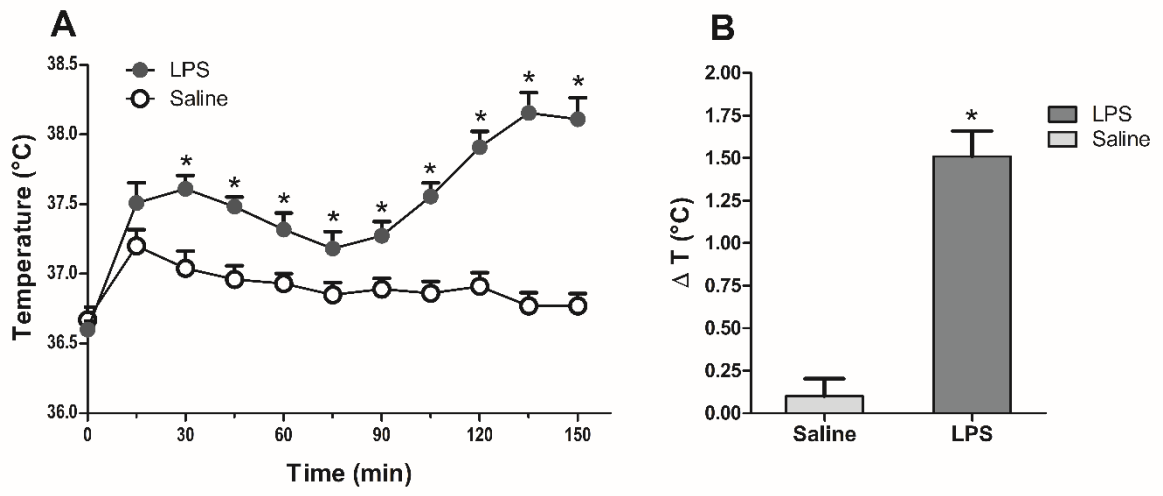 A
38.5
38.0
37.5
37.0
36.5
36.0
Temperature (°C)
LPS
Saline
* * * * * * * * *
0 30 60 90 120 150
Time (min)
B
2.00
1.75
1.50
1.25
1.00
0.75
0.50
0.25
0.00
Δ T (°C)
*
LPS
Saline
Saline LPS